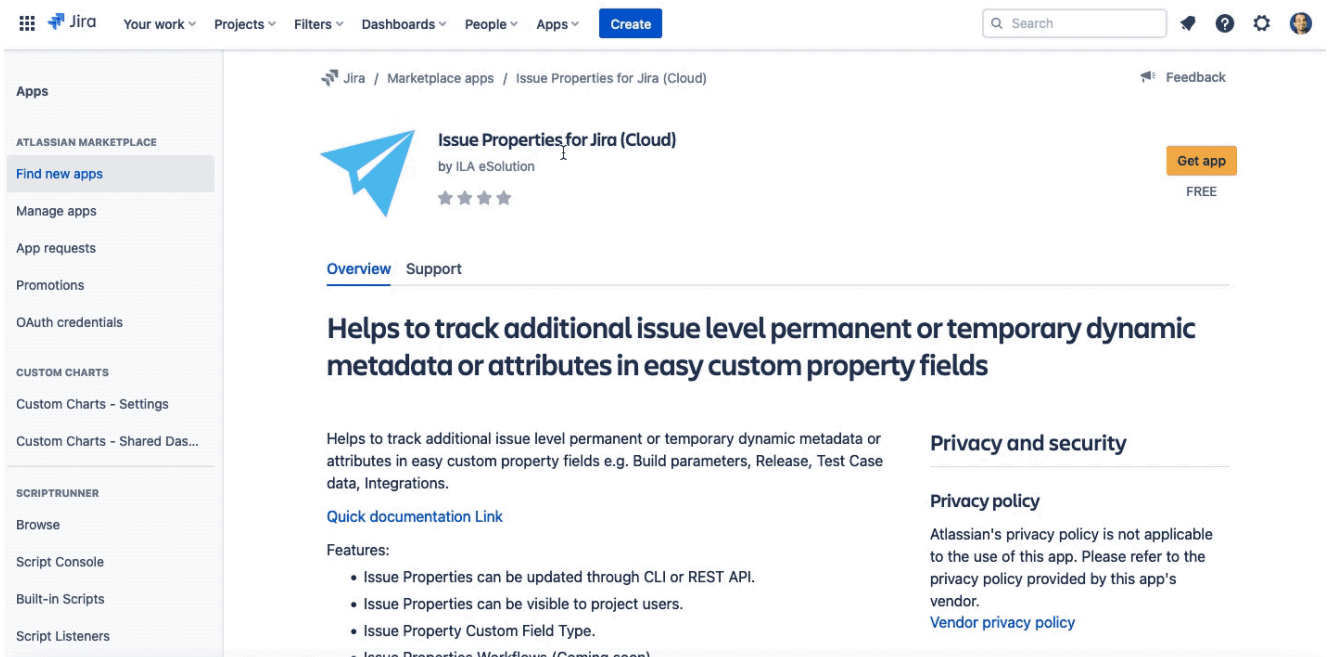 Jira
Your work
Projects
Filters
Dashboards
People
Apps
Create
Search
Apps
ATLASSIAN MARKETPLACE
Find new apps
Manage apps
App requests
Promotions
OAuth credentials
CUSTOM CHARTS
Custom Charts - Settings
Custom Charts - Shared Das...
SCRIPTRUNNER
Browse
Script Console
Built-in Scripts
Script Listeners
Jira / Marketplace apps / Issue Properties for Jira (Cloud)
Feedback
Issue Properties for Jira (Cloud)
by ILA eSolution
Get app
FREE
Overview
Support
Helps to track additional issue level permanent or temporary dynamic
metadata or attributes in easy custom property fields
Helps to track additional issue level permanent or temporary dynamic metadata or
attributes in easy custom property fields e.g. Build parameters, Release, Test Case
data, Integrations.
Quick documentation Link
Features:
• Issue Properties can be updated through CLI or REST API.
• Issue Properties can be visible to project users.
• Issue Property Custom Field Type.
• Issue Properties Workflows (Coming soon)
Privacy and security
Privacy policy
Atlassian's privacy policy is not applicable
to the use of this app. Please refer to the
privacy policy provided by this app's
vendor.
Vendor privacy policy